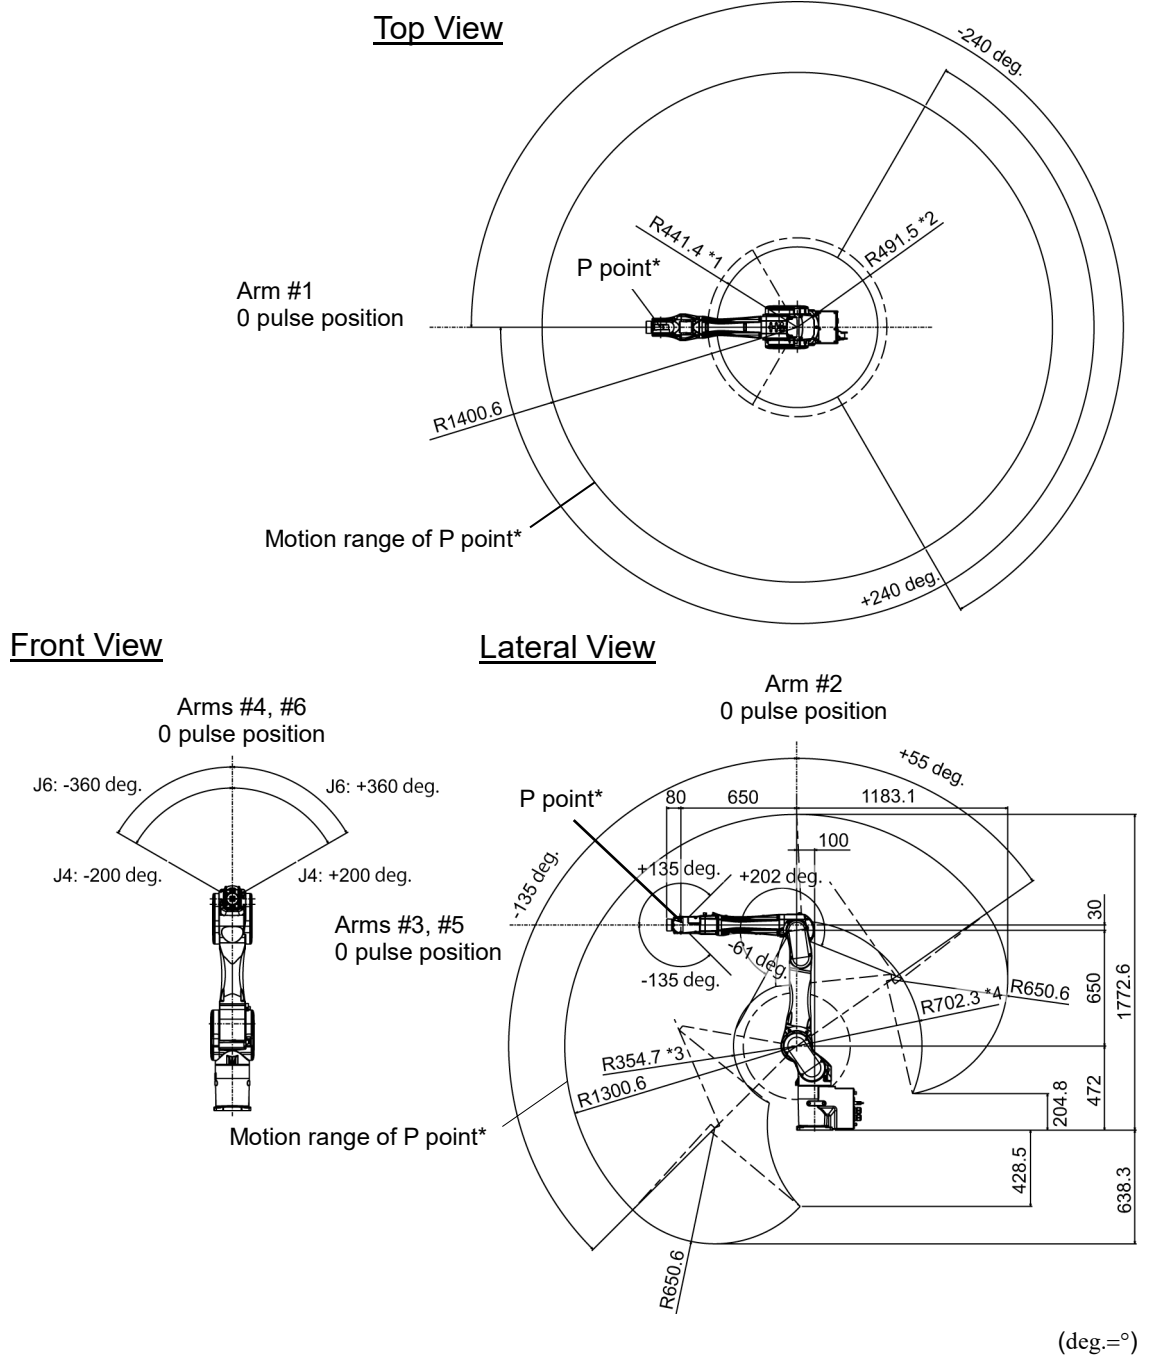 Top View
-240 deg.
R441.4 *1
R491.5 *2
P point*
Arm #1
0 pulse position
R1400.6
Motion range of P point*
+240 deg.
Front View
Lateral View
Arms #4, #6
0 pulse position
J6: -360 deg.
J6: +360 deg.
J4: -200 deg.
J4: +200 deg.
Arm #2
0 pulse position
+55 deg.
P point*
80
650
1183.1
100
-135 deg.
+135 deg.
+202 deg.
Arms #3, #5
0 pulse position
-61 deg.
-135 deg.
30
650
1772.6
R650.6
R702.3 *4
R354.7 *3
R1300.6
472
204.8
Motion range of P point*
428.5
638.3
R650.6
(deg.=°)